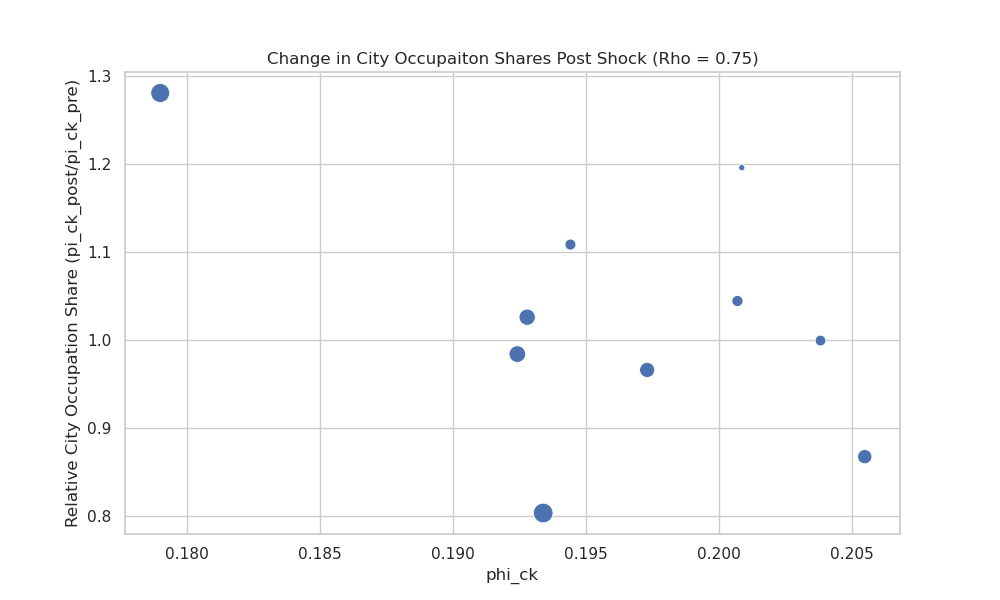 Change in City Occupaiton Shares Post Shock (Rho = 0.75)
Relative City Occupation Share (pi_ck_post/pi_ck_pre)
1.3
1.2
1.1
1.0
0.9
0.8
0.180 0.185 0.190 0.195 0.200 0.205
phi_ck